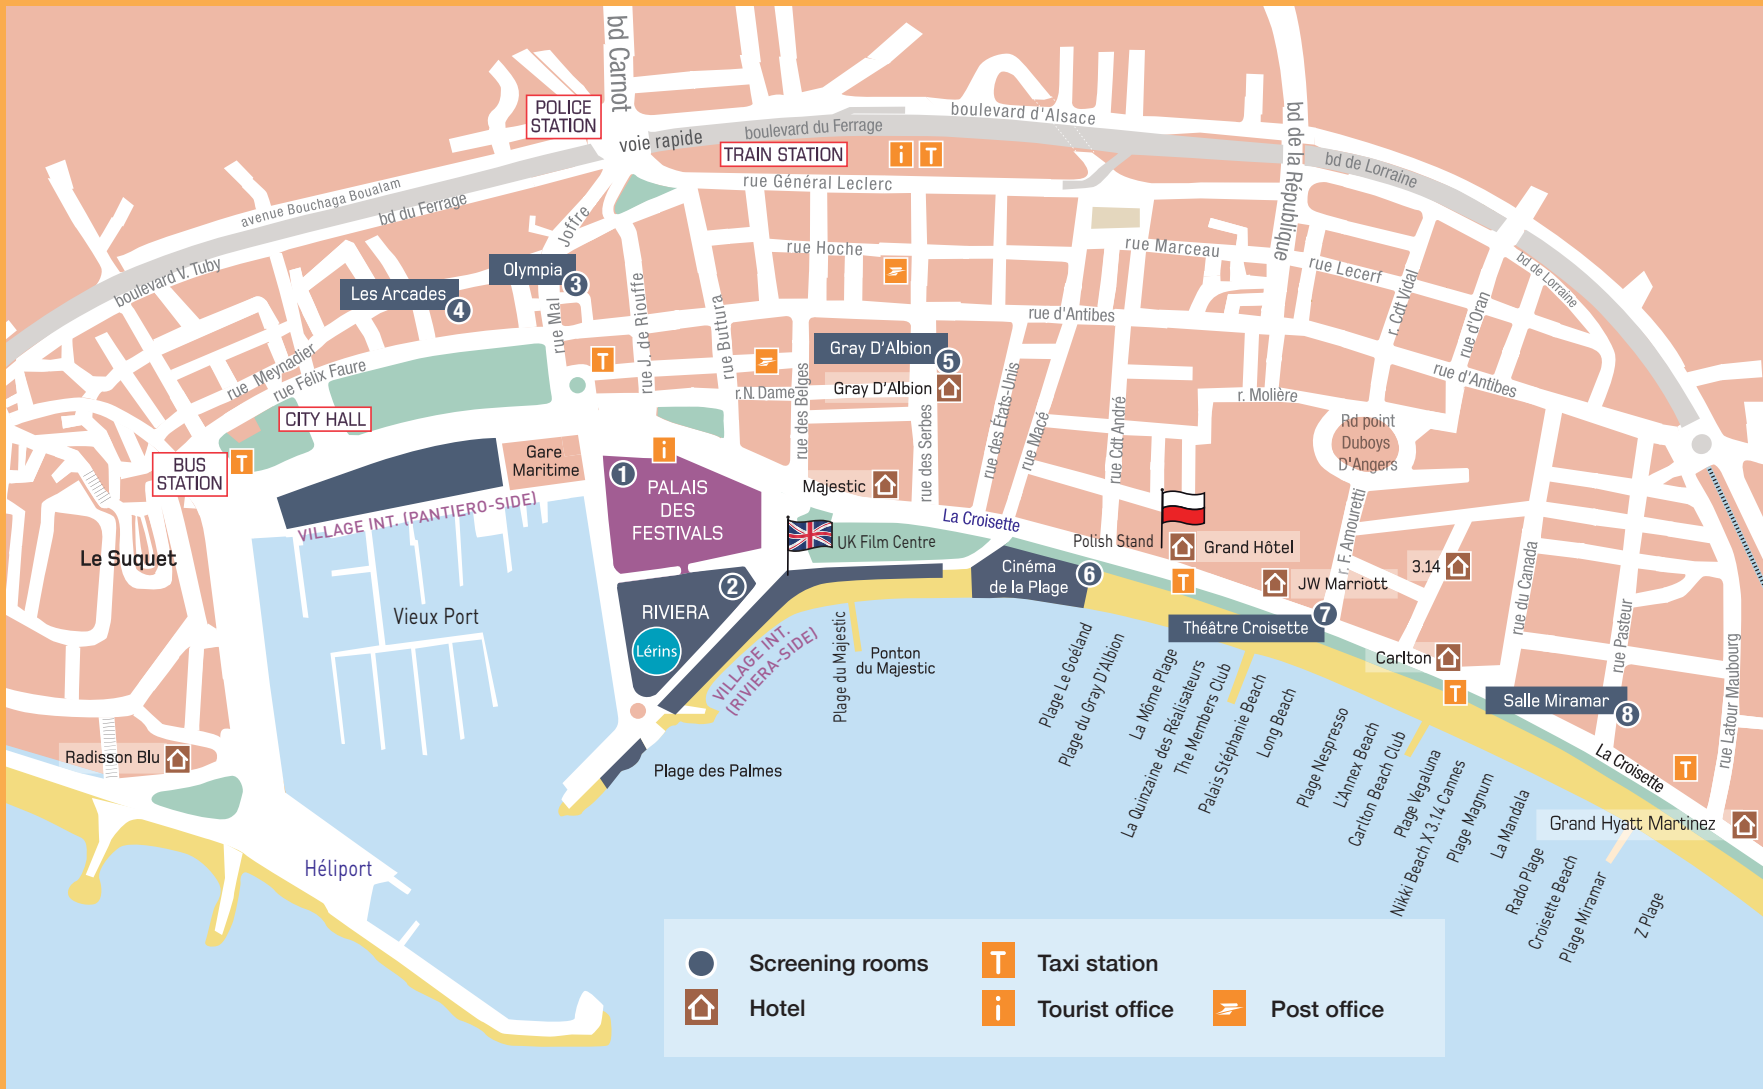 bd Carnot
POLICE
STATION
voie rapide
boulevard du Ferrage
boulevard d'Alsace
TRAIN STATION
i
T
bd de la République
bd de Lorraine
rue Général Leclerc
avenue Bouchaga Boualam
bd du Ferrage
Joffre
boulevard V. Tuby
rue Hoche
rue Marceau
rue Lecerf
bd de Lorraine
Olympia
3
Les Arcades
4
rue Mal
rue J. de Riouffe
rue Buttura
rue d'Antibes
r. Cdt Vidal
rue d'Oran
rue Meynadier
rue Félix Faure
T
Gray D'Albion
5
Gray D'Albion
r. N. Dame
rue des Belges
rue des Serbes
rue des États-Unis
rue Macé
rue Cdt André
r. Molière
rue d'Antibes
Rd point
Duboys
D'Angers
CITY HALL
BUS
STATION
T
Gare
Maritime
i
1
PALAIS
DES
FESTIVALS
Majestic
La Croisette
VILLAGE INT. (PANTIERO-SIDE)
UK Film Centre
Polish Stand
Grand Hôtel
r. F. Amouretti
Le Suquet
Cinéma
de la Plage
6
T
JW Marriott
3.14
rue du Canada
rue Pasteur
rue Latour Maubourg
2
RIVIERA
Lérins
Vieux Port
VILLAGE INT.
(RIVIERA-SIDE)
Plage du Majestic
Ponton
du Majestic
Théâtre Croisette
7
Carlton
T
Salle Miramar
8
La Croisette
T
Radisson Blu
Plage des Palmes
Plage Le Goéland
Plage du Gray D'Albion
La Môme Plage
La Quinzaine des Réalisateurs
The Members Club
Palais Stéphanie Beach
Long Beach
Plage Nespresso
L'Annex Beach
Carlton Beach Club
Plage Vegaluna
Nikki Beach X 3.14 Cannes
Plage Magnum
La Mandala
Rado Plage
Croisette Beach
Plage Miramar
Z Plage
Grand Hyatt Martinez
Héliport
Screening rooms
T
Taxi station
Hotel
i
Tourist office
Post office